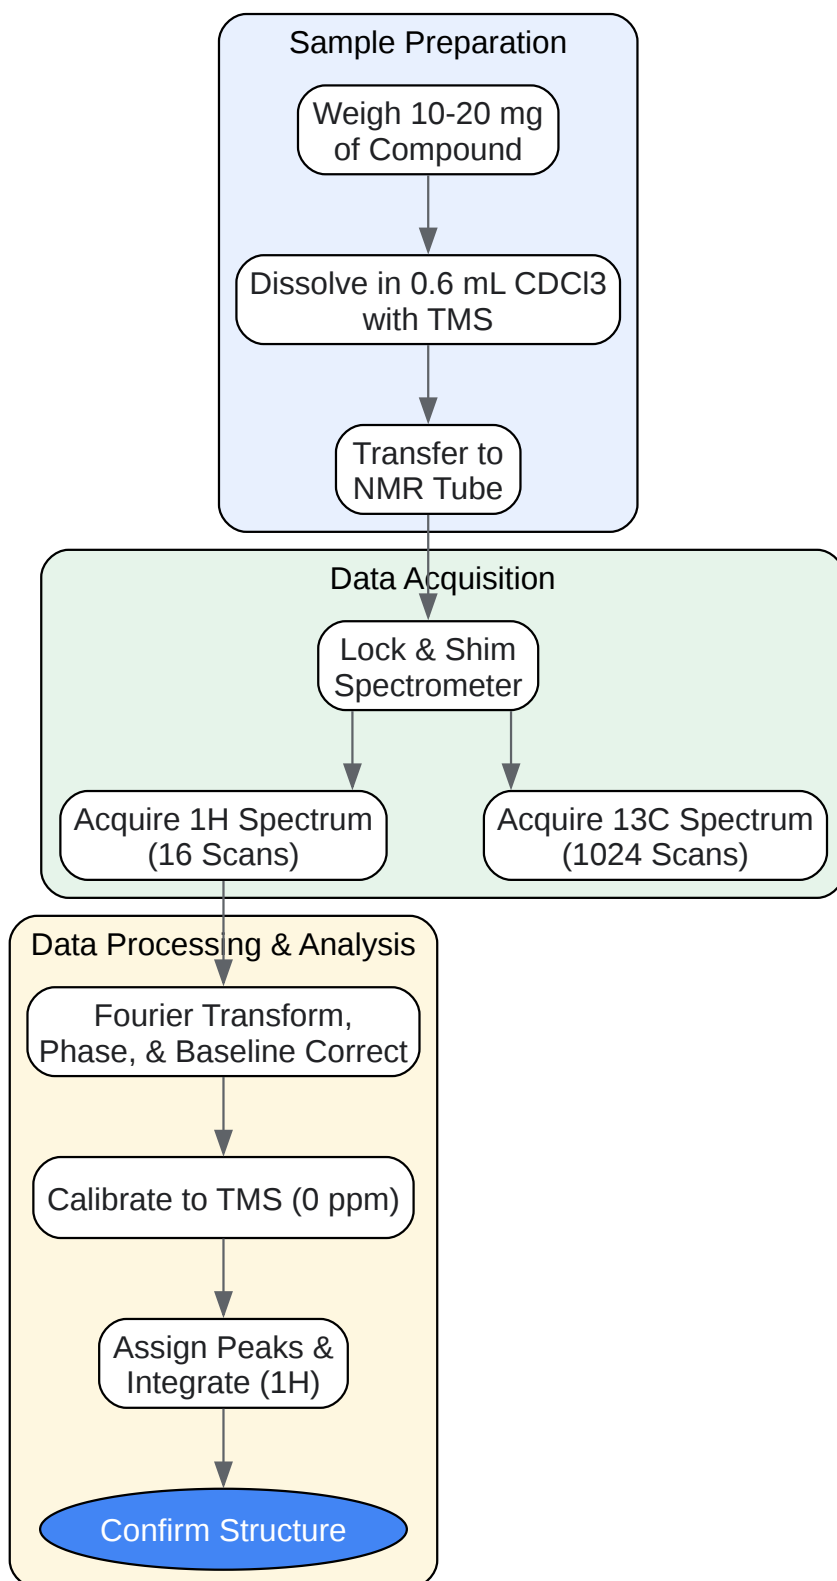 Sample Preparation
Weigh 10-20 mg
of Compound
Dissolve in 0.6 mL CDCl3
with TMS
Transfer to
NMR Tube
Data Acquisition
Lock & Shim
Spectrometer
Acquire 1H Spectrum
(16 Scans)
Acquire 13C Spectrum
(1024 Scans)
Data Processing & Analysis
Fourier Transform,
Phase, & Baseline Correct
Calibrate to TMS (0 ppm)
Assign Peaks &
Integrate (1H)
Confirm Structure